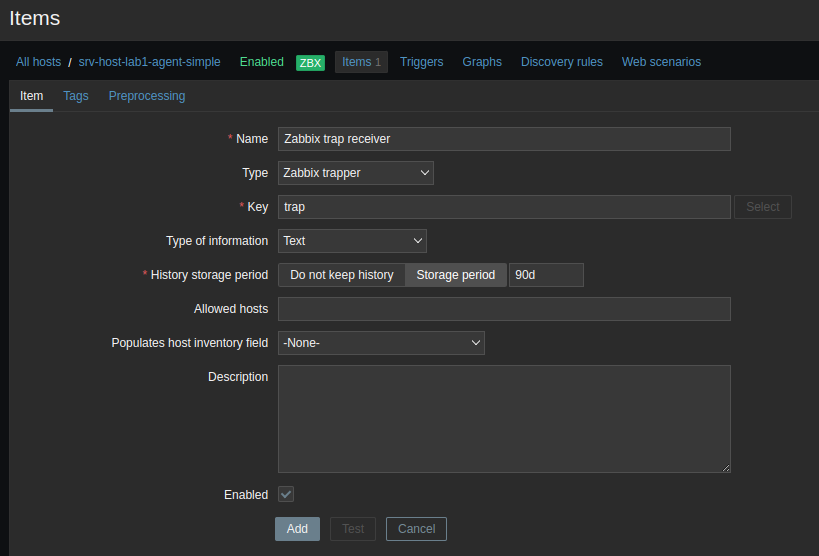 Items
All hosts / srv-host-lab1-agent-simple Enabled ZBX Items 1 Triggers Graphs Discovery rules Web scenarios
Item Tags Preprocessing
* Name Zabbix trap receiver
Type Zabbix trapper
* Key trap Select
Type of information Text
* History storage period Do not keep history Storage period 90d
Allowed hosts
Populates host inventory field -None-
Description
Enabled
Add Test Cancel